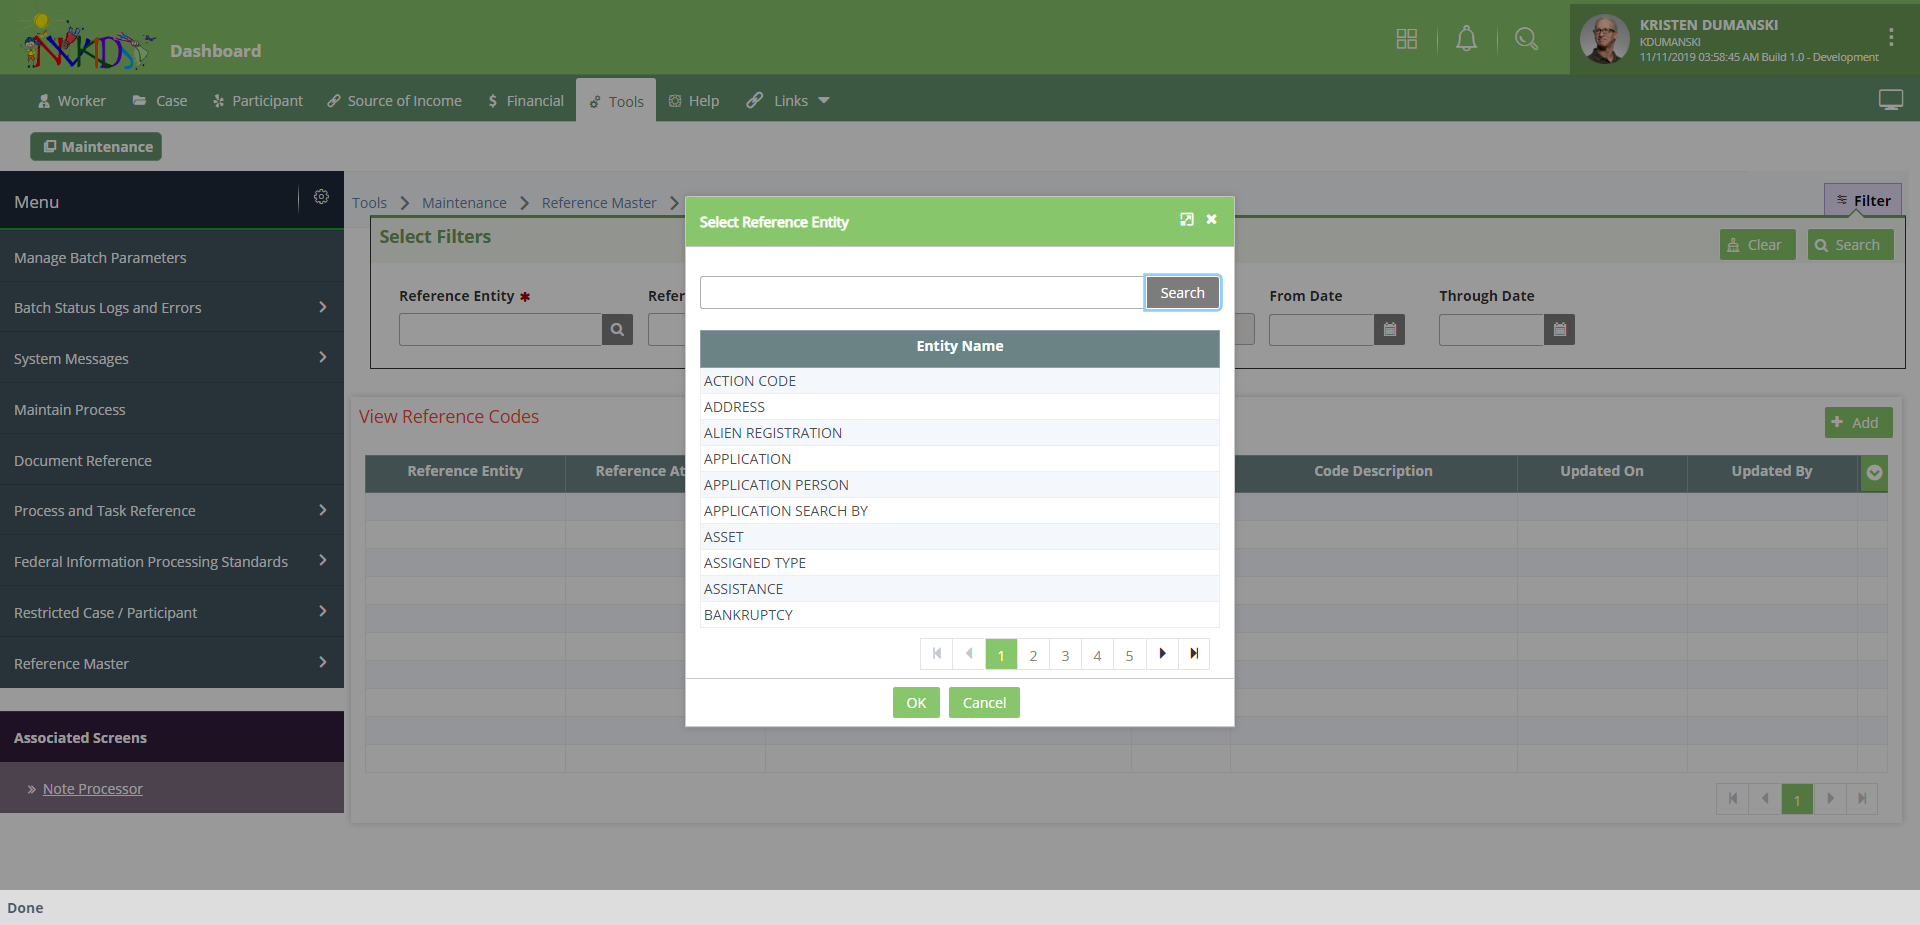 NVKIDS
Dashboard
KRISTEN DUMANSKI
KDUMANSKI
11/11/2019 03:58:45 AM Build 1.0 - Development
Worker
Case
Participant
Source of Income
Financial
Tools
Help
Links
Maintenance
Menu
Manage Batch Parameters
Batch Status Logs and Errors
System Messages
Maintain Process
Document Reference
Process and Task Reference
Federal Information Processing Standards
Restricted Case / Participant
Reference Master
Associated Screens
» Note Processor
Tools > Maintenance > Reference Master >
Filter
Select Filters
Clear
Search
Reference Entity *
Refer
From Date
Through Date
View Reference Codes
Add
Reference Entity
Reference At
Code Description
Updated On
Updated By
1
Select Reference Entity
Search
Entity Name
ACTION CODE
ADDRESS
ALIEN REGISTRATION
APPLICATION
APPLICATION PERSON
APPLICATION SEARCH BY
ASSET
ASSIGNED TYPE
ASSISTANCE
BANKRUPTCY
1 2 3 4 5
OK
Cancel
Done